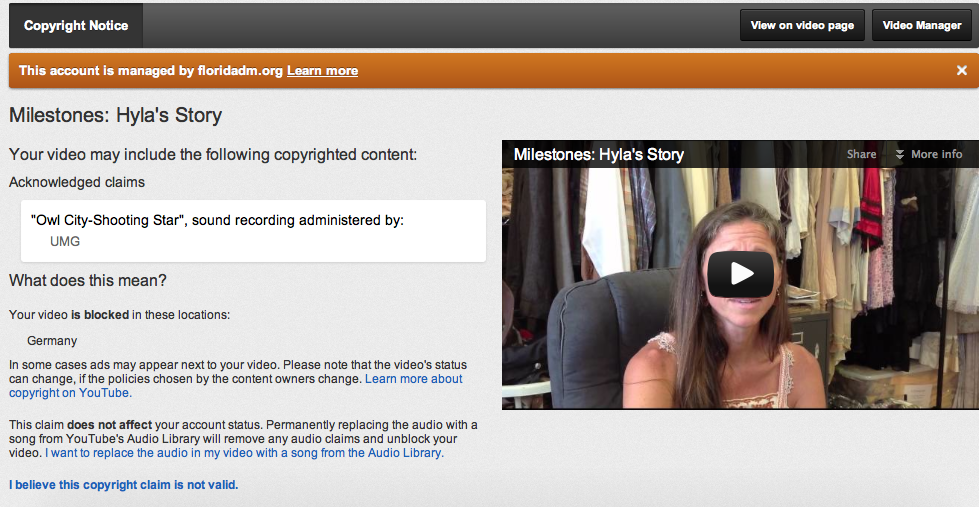 Copyright Notice
View on video page
Video Manager
This account is managed by floridadm.org Learn more
Milestones: Hyla's Story
Your video may include the following copyrighted content:
Acknowledged claims
"Owl City-Shooting Star", sound recording administered by:
UMG
What does this mean?
Your video is blocked in these locations:
Germany
In some cases ads may appear next to your video. Please note that the video's status
can change, if the policies chosen by the content owners change. Learn more about
copyright on YouTube.
This claim does not affect your account status. Permanently replacing the audio with a
song from YouTube's Audio Library will remove any audio claims and unblock your
video. I want to replace the audio in my video with a song from the Audio Library.
I believe this copyright claim is not valid.
Milestones: Hyla's Story
Share
More info